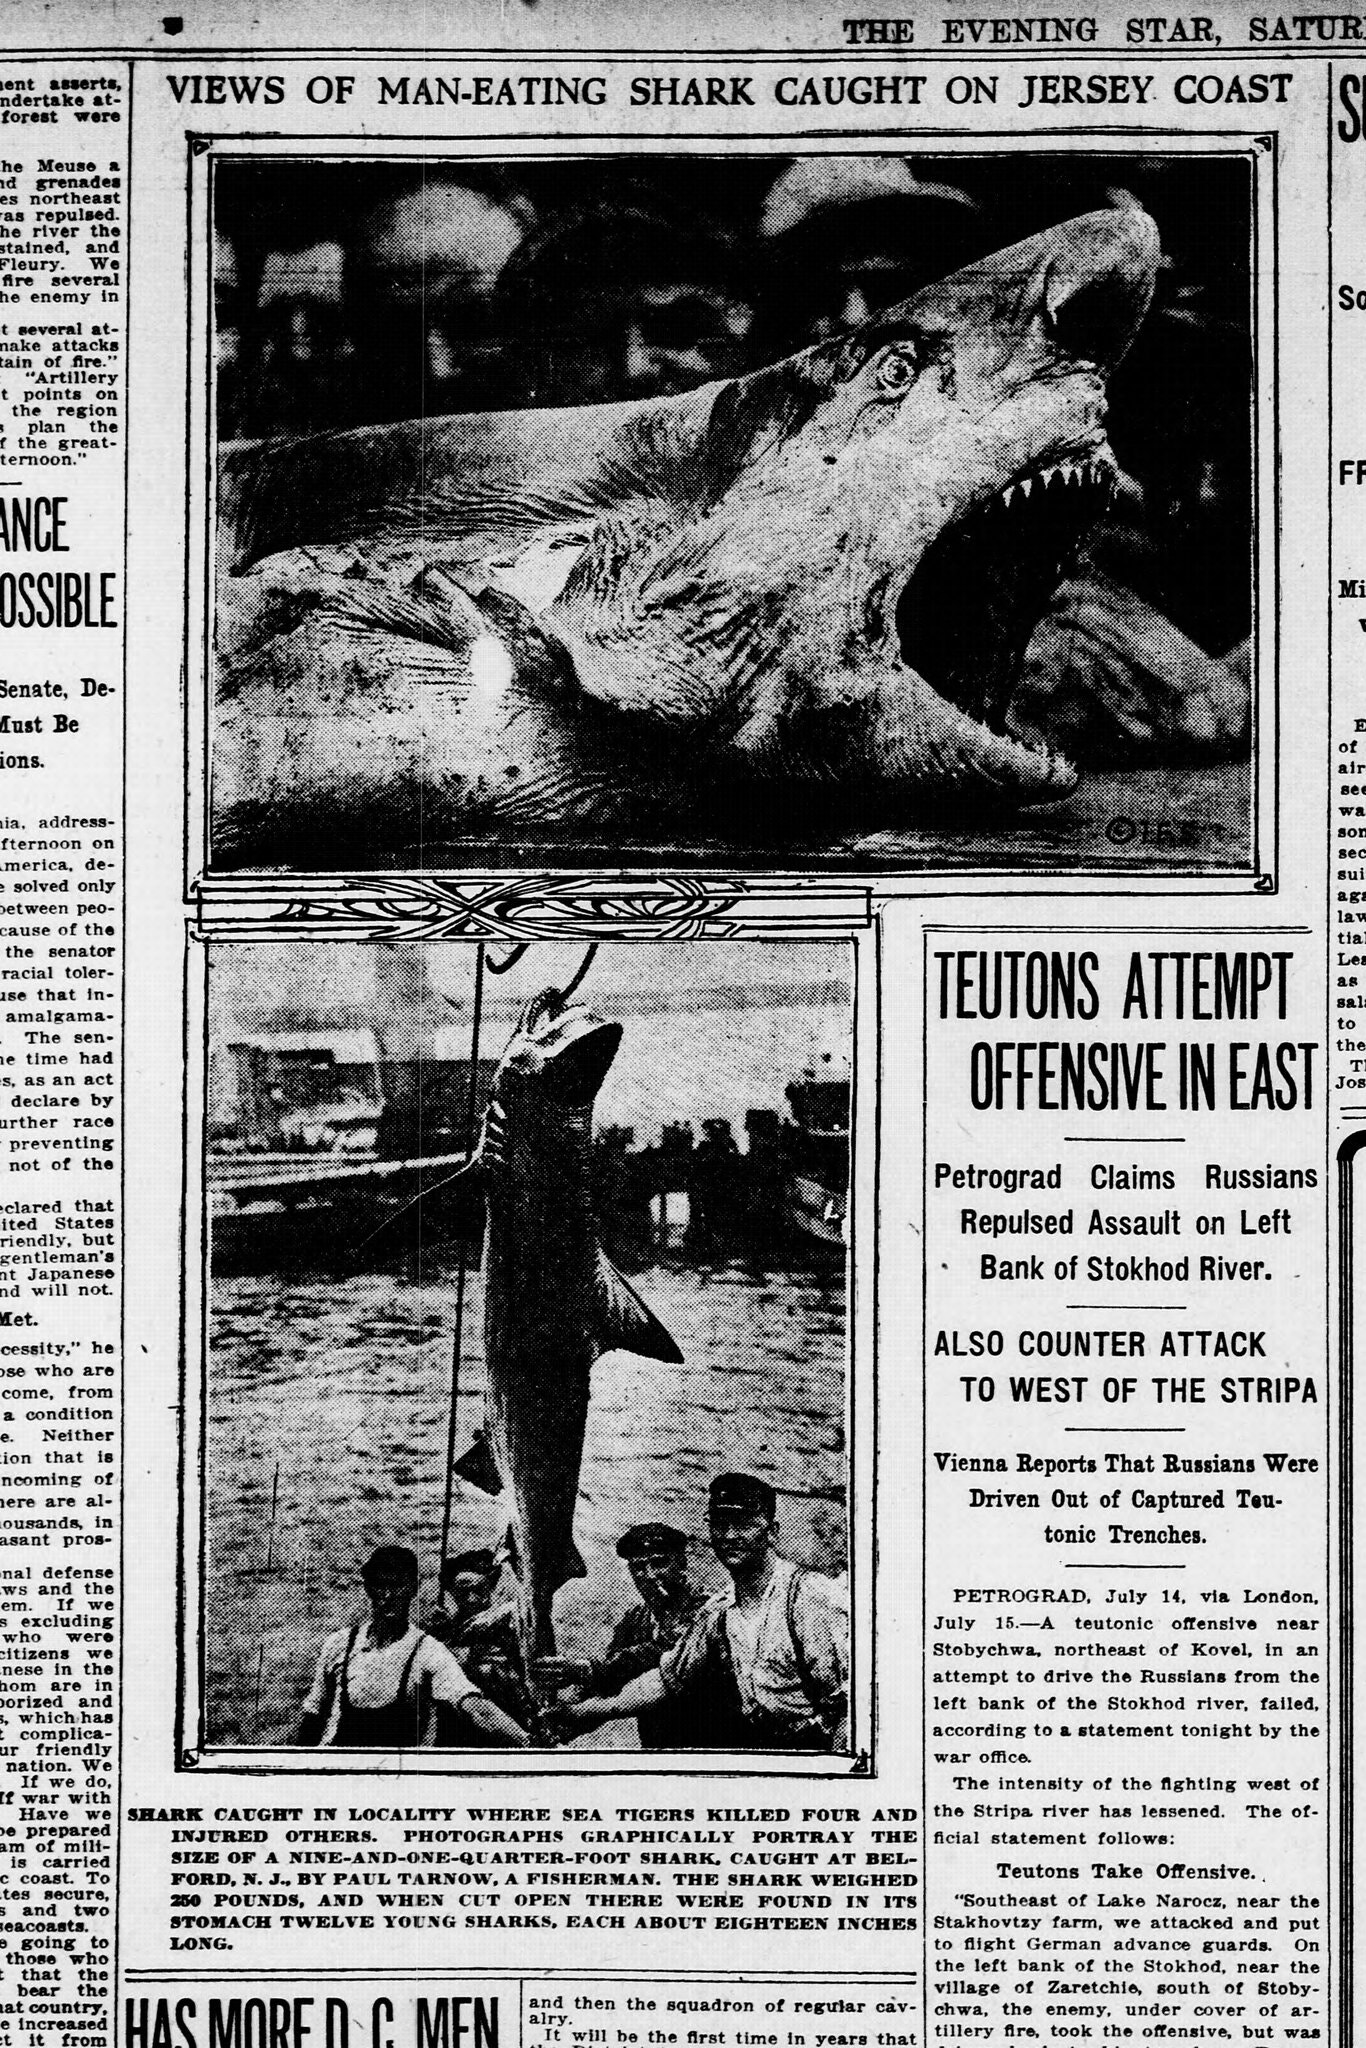 THE EVENING STAR, SATUR
VIEWS OF MAN-EATING SHARK CAUGHT ON JERSEY COAST
ment asserts,
ndertake at-
forest were
he Meuse a
nd grenades
es northeast
was repulsed.
he river the
stained, and
Fleury. We
fire several
he enemy in
t several at-
make attacks
tain of fire."
"Artillery
t points on
the region
s plan the
f the great-
ternoon."
ANCE
OSSIBLE
Senate, De-
Must Be
ions.
nia, address-
fternoon on
America, de-
e solved only
between peo-
cause of the
the senator
racial toler-
use that in-
amalgama-
. The sen-
he time had
es, as an act
declare by
urther race
preventing
not of the
eclared that
ited States
riendly, but
gentleman's
nt Japanese
nd will not.
Met.
cessity," he
ose who are
come, from
a condition
e. Neither
tion that is
ncoming of
here are al-
ousands, in
asant pros-
onal defense
aws and the
em. If we
s excluding
who were
citizens we
nese in the
hom are in
porized and
s, which has
t complica-
ur friendly
nation. We
If we do,
If war with
Have we
be prepared
am of mili-
is carried
c coast. To
tes secure,
s and two
seacoasts.
e going to
those who
t that the
bear the
hat country,
e increased
ct it from
SHARK CAUGHT IN LOCALITY WHERE SEA TIGERS KILLED FOUR AND
INJURED OTHERS. PHOTOGRAPHS GRAPHICALLY PORTRAY THE
SIZE OF A NINE-AND-ONE-QUARTER-FOOT SHARK, CAUGHT AT BEL-
FORD, N. J., BY PAUL TARNOW, A FISHERMAN. THE SHARK WEIGHED
250 POUNDS, AND WHEN CUT OPEN THERE WERE FOUND IN ITS
STOMACH TWELVE YOUNG SHARKS, EACH ABOUT EIGHTEEN INCHES
LONG.
HAS MORE D. C. MEN
and then the squadron of regular cav-
alry.
It will be the first time in years that
TEUTONS ATTEMPT
OFFENSIVE IN EAST
Petrograd Claims Russians
Repulsed Assault on Left
Bank of Stokhod River.
ALSO COUNTER ATTACK
TO WEST OF THE STRIPA
Vienna Reports That Russians Were
Driven Out of Captured Teu-
tonic Trenches.
PETROGRAD, July 14, via London,
July 15.—A teutonic offensive near
Stobychwa, northeast of Kovel, in an
attempt to drive the Russians from the
left bank of the Stokhod river, failed,
according to a statement tonight by the
war office.
The intensity of the fighting west of
the Stripa river has lessened. The of-
ficial statement follows:
Teutons Take Offensive.
"Southeast of Lake Narocz, near the
Stakhovtzy farm, we attacked and put
to flight German advance guards. On
the left bank of the Stokhod, near the
village of Zaretchie, south of Stoby-
chwa, the enemy, under cover of ar-
tillery fire, took the offensive, but was
So
FF
Mi
E
of
air
see
wa
son
sec
sui
aga
law
tial
Les
as
sal
to
the
Jos